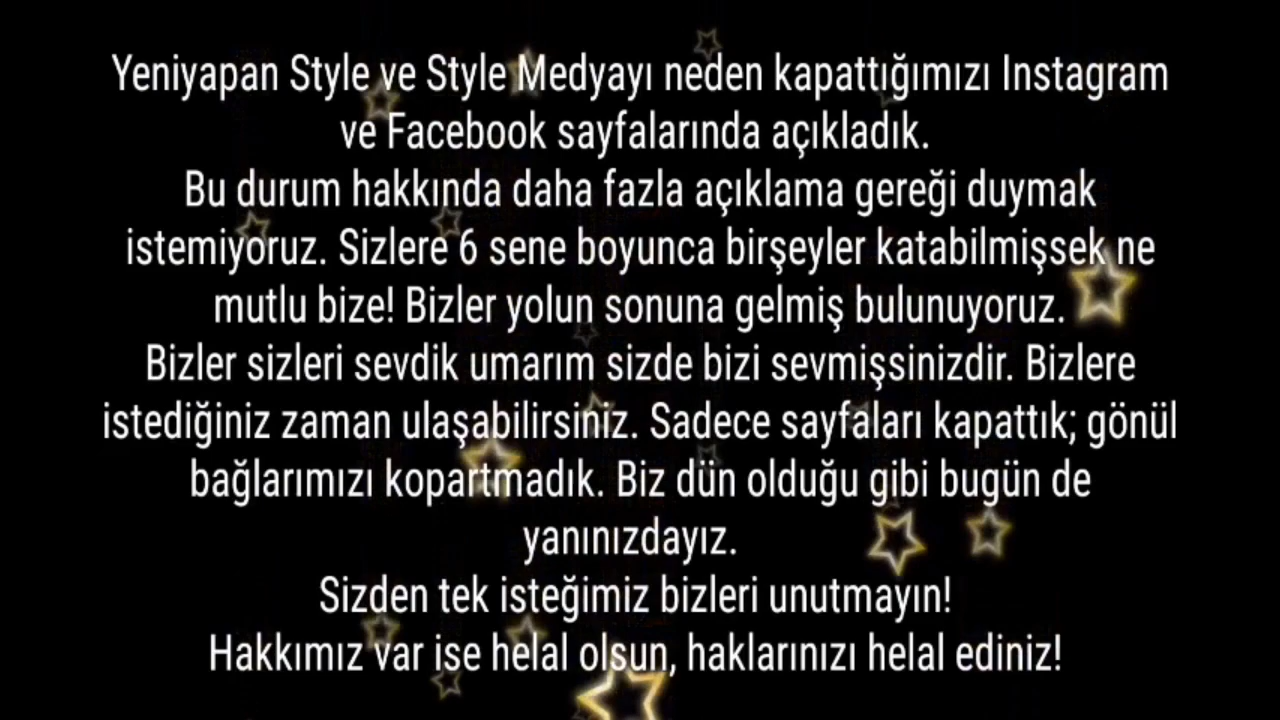 Yeniyapan Style ve Style Medyayı neden kapattığımızı Instagram
ve Facebook sayfalarında açıkladık.
Bu durum hakkında daha fazla açıklama gereği duymak
istemiyoruz. Sizlere 6 sene boyunca birşeyler katabilmişsek ne
mutlu bize! Bizler yolun sonuna gelmiş bulunuyoruz.
Bizler sizleri sevdik umarım sizde bizi sevmişsinizdir. Bizlere
istediğiniz zaman ulaşabilirsiniz. Sadece sayfaları kapattık; gönül
bağlarımızı kopartmadık. Biz dün olduğu gibi bugün de
yanınızdayız.
Sizden tek isteğimiz bizleri unutmayın!
Hakkımız var ise helal olsun, haklarınızı helal ediniz!